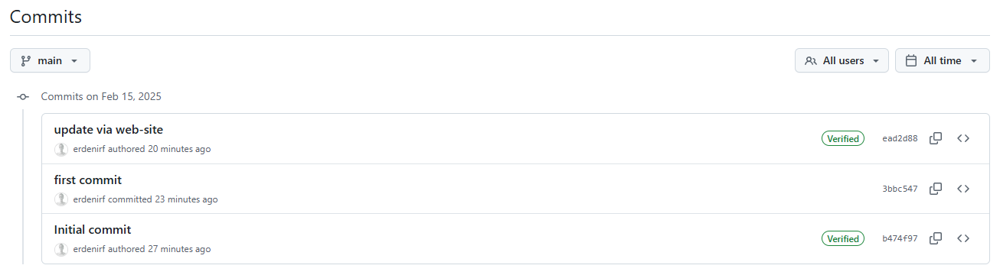 Commits
main
All users
All time
Commits on Feb 15, 2025
update via web-site
erdenirf authored 20 minutes ago
Verified
ead2d88
first commit
erdenirf committed 23 minutes ago
3bbc547
Initial commit
erdenirf authored 27 minutes ago
Verified
b474f97